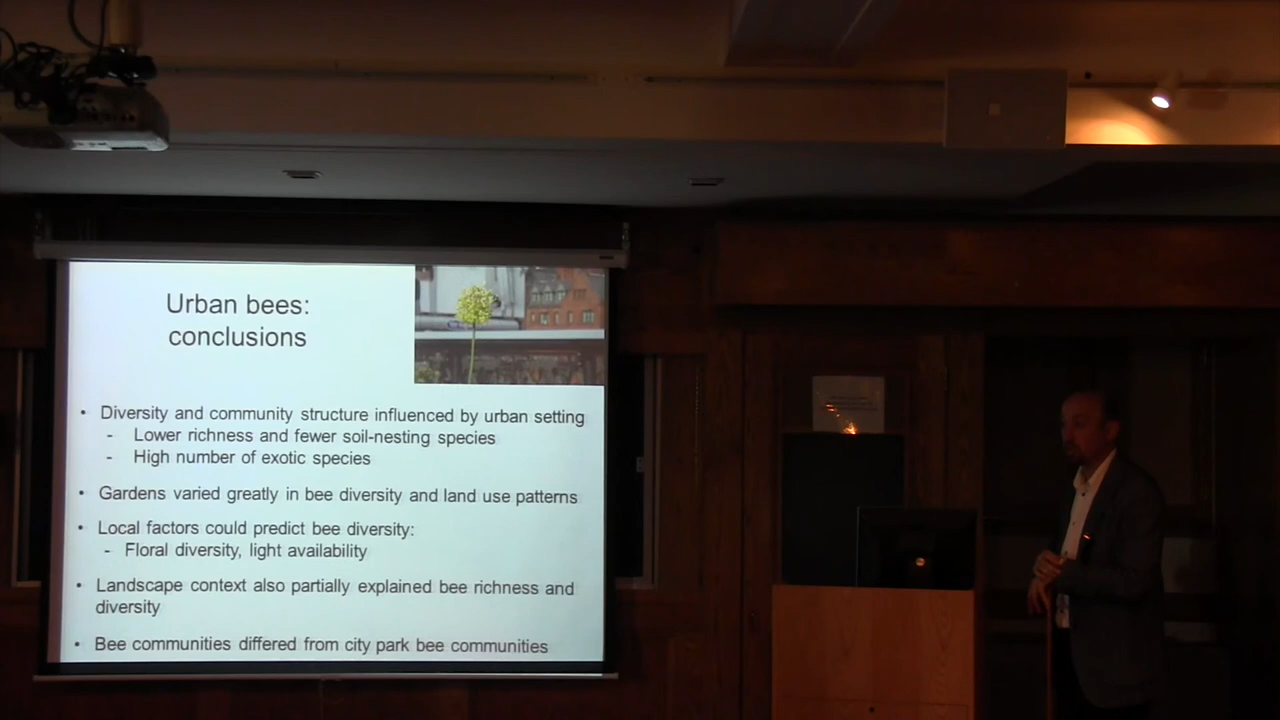 Urban bees:
conclusions
• Diversity and community structure influenced by urban setting
- Lower richness and fewer soil-nesting species
- High number of exotic species
• Gardens varied greatly in bee diversity and land use patterns
• Local factors could predict bee diversity:
- Floral diversity, light availability
• Landscape context also partially explained bee richness and
diversity
• Bee communities differed from city park bee communities